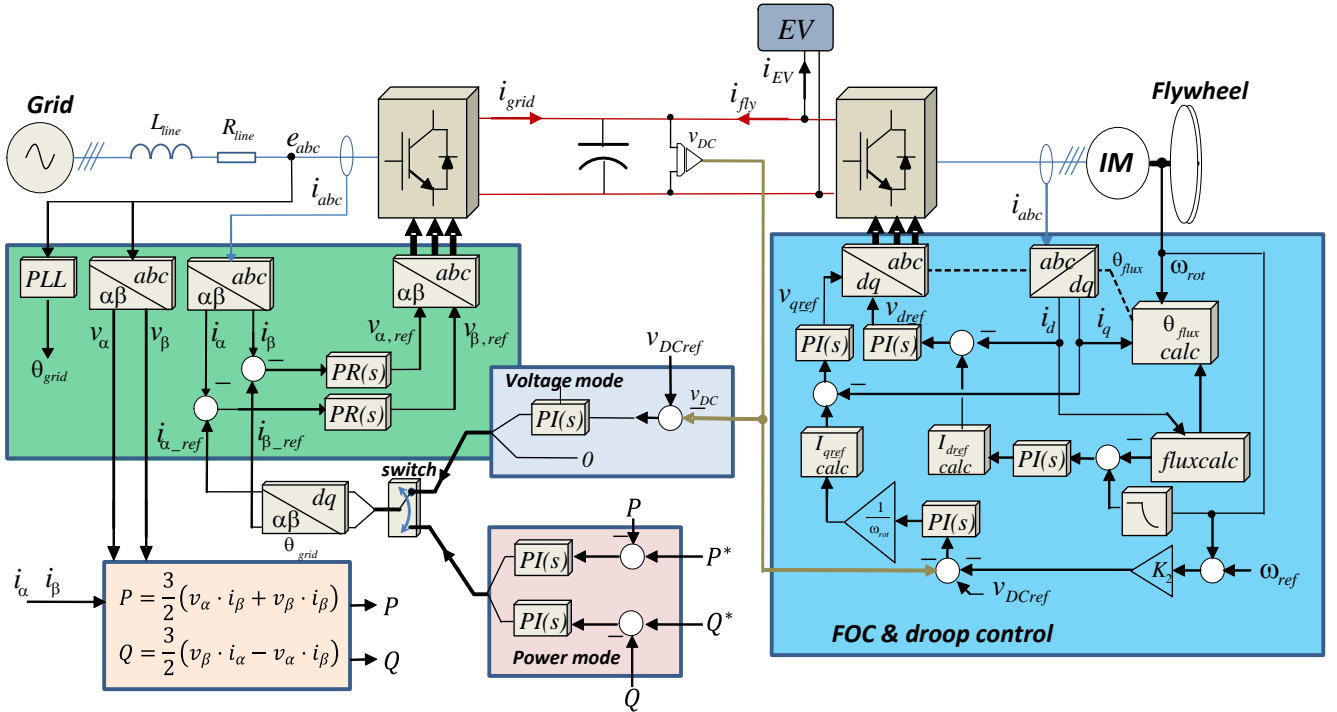 EV
i_EV
Grid
L_line
R_line
e_abc
i_abc
i_grid
i_fly
v_DC
Flywheel
IM
i_abc
PLL
abc
αβ
abc
αβ
abc
αβ
θ_grid
v_α
v_β
i_α
i_β
v_α,ref
v_β,ref
−
−
PR(s)
PR(s)
i_α_ref
i_β_ref
v_DCref
Voltage mode
PI(s)
v_DC
−
0
switch
dq
αβ
θ_grid
P
−
PI(s)
P*
PI(s)
Q*
−
Power mode
Q
i_α i_β
P = 3/2 (v_α · i_β + v_β · i_β)
Q = 3/2 (v_β · i_α − v_α · i_β)
P
Q
abc
dq
θ_flux
abc
dq
ω_rot
v_qref
v_dref
i_d
i_q
θ_flux
calc
PI(s)
PI(s)
−
−
I_qref
calc
I_dref
calc
PI(s)
−
fluxcalc
1/ω_rot
PI(s)
−
−
−
−
v_DCref
K_2
ω_ref
FOC & droop control